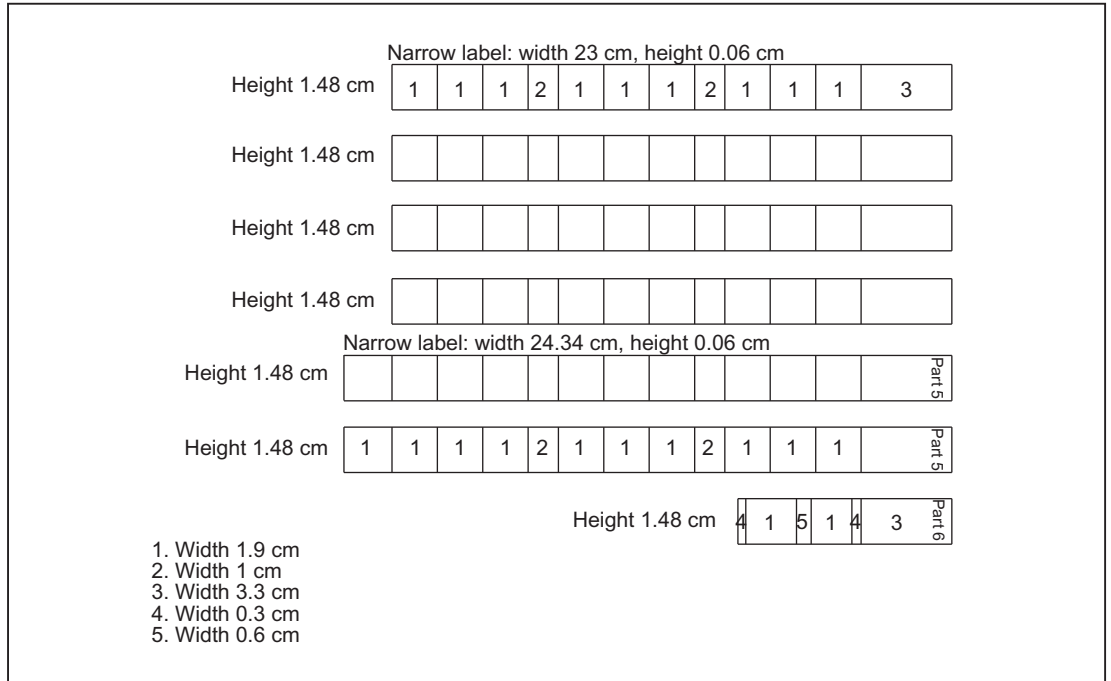 Narrow label: width 23 cm, height 0.06 cm
Height 1.48 cm 1 1 1 2 1 1 1 2 1 1 1 3
Height 1.48 cm
Height 1.48 cm
Height 1.48 cm
Narrow label: width 24.34 cm, height 0.06 cm
Height 1.48 cm Part 5
Height 1.48 cm 1 1 1 1 2 1 1 1 2 1 1 1 Part 5
Height 1.48 cm 4 1 5 1 4 3 Part 6
1. Width 1.9 cm
2. Width 1 cm
3. Width 3.3 cm
4. Width 0.3 cm
5. Width 0.6 cm